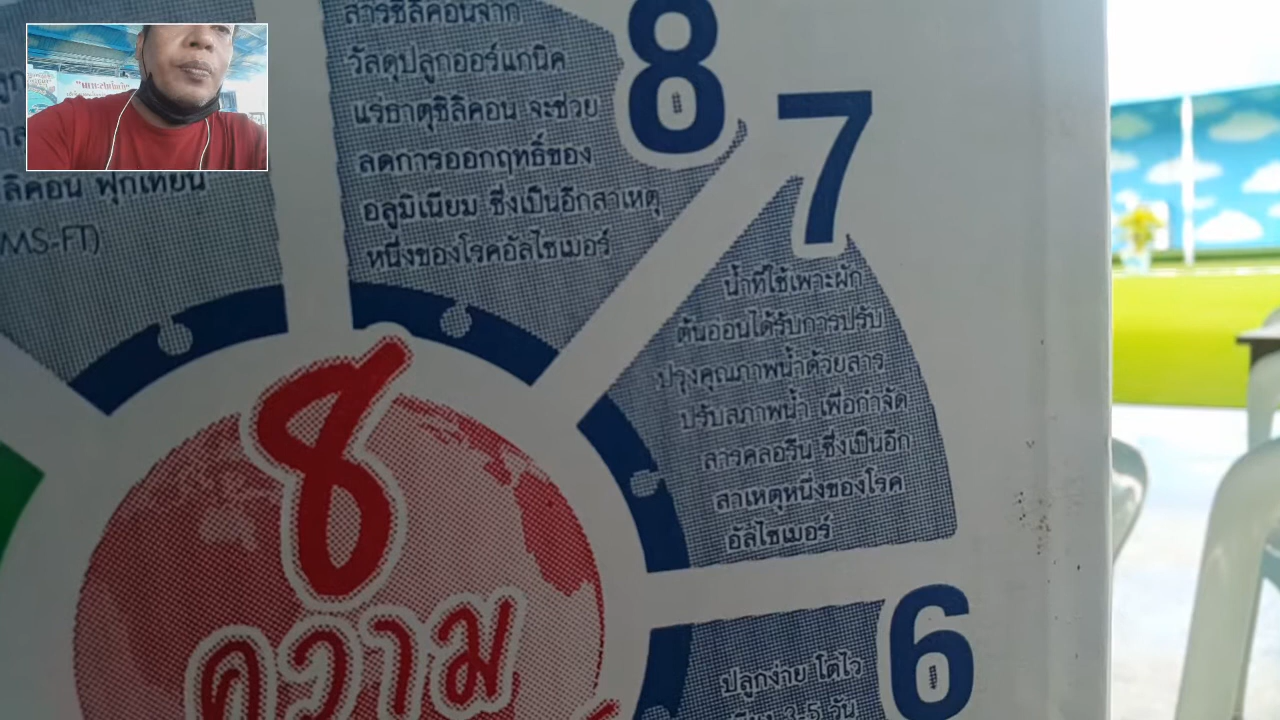 สารซิลิคอนจาก
วัสดุปลูกออร์แกนิค
แร่ธาตุซิลิคอน จะช่วย
ลดการออกฤทธิ์ของ
อลูมิเนียม ซึ่งเป็นอีกสาเหตุ
หนึ่งของโรคอัลไซเมอร์
8
7
น้ำที่ใช้เพาะผัก
ต้นอ่อนได้รับการปรับ
ปรุงคุณภาพน้ำด้วยสาร
ปรับสภาพน้ำ เพื่อกำจัด
สารคลอรีน ซึ่งเป็นอีก
สาเหตุหนึ่งของโรค
อัลไซเมอร์
6
ปลูกง่าย โตไว
3-5 วัน
ลิคอน ฟุกเทียน
MS-FT)
8
ความ